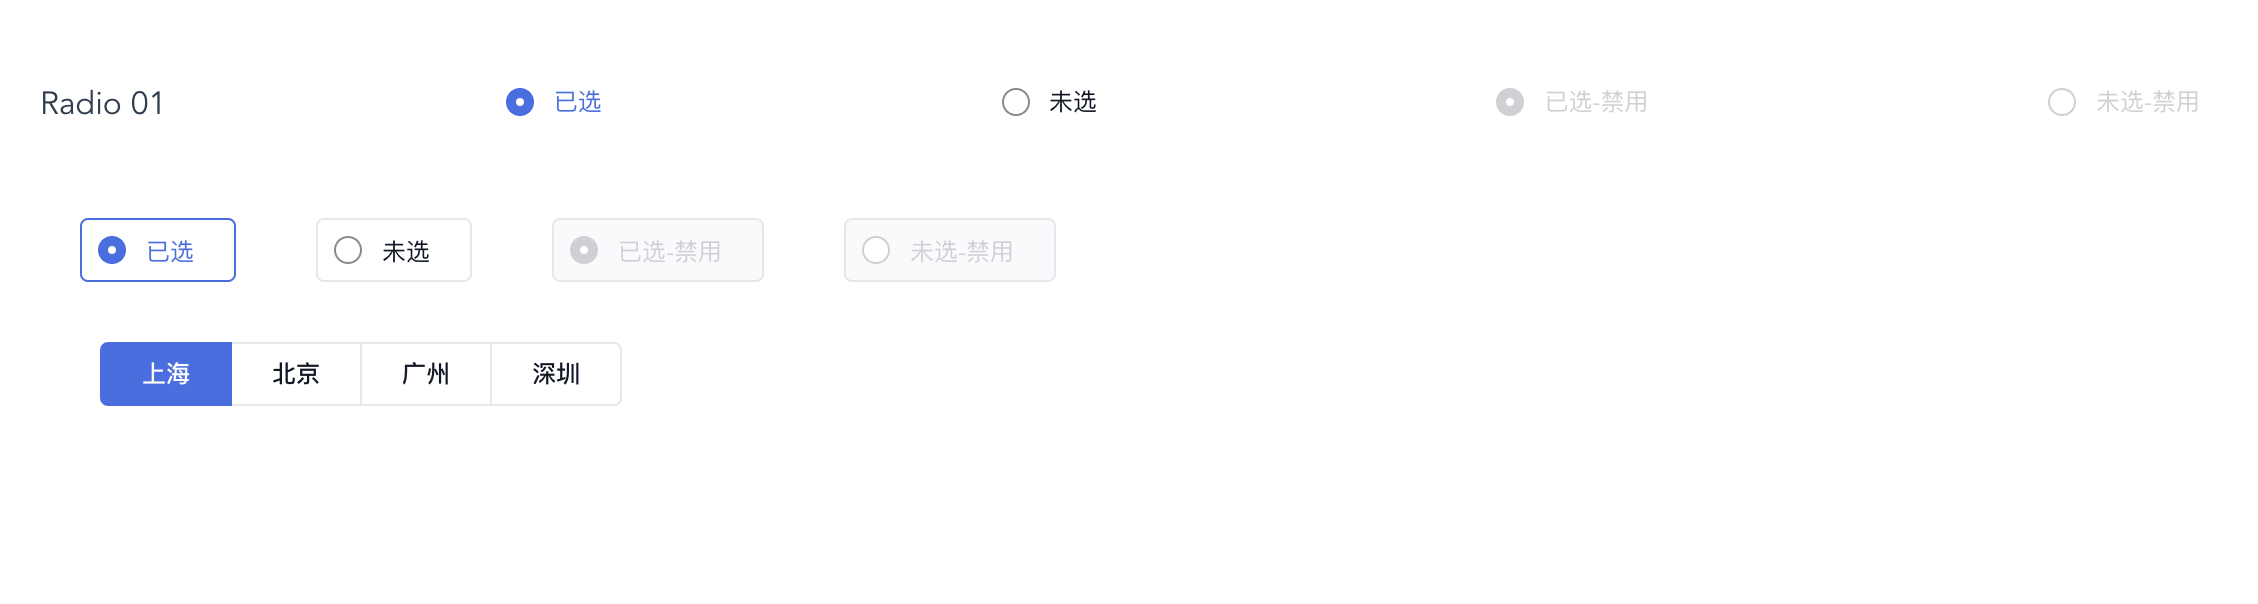 Radio 01 已选 未选 已选-禁用 未选-禁用
已选 未选 已选-禁用 未选-禁用
上海 北京 广州 深圳